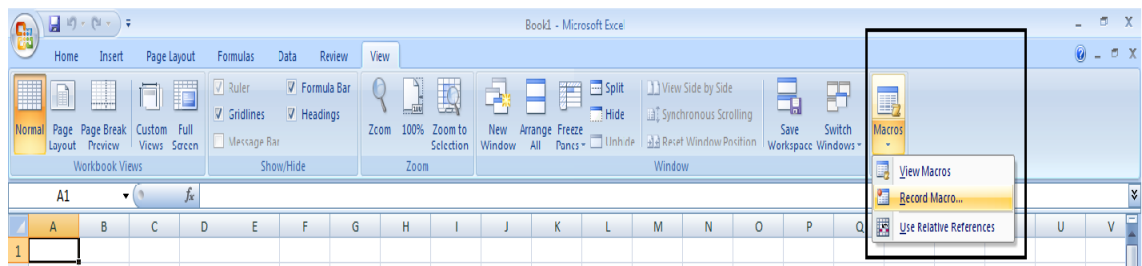 Book1 - Microsoft Excel
Home Insert Page Layout Formulas Data Review View
Ruler Formula Bar
Gridlines Headings
Message Bar
Normal Page Layout Page Break Preview Custom Views Full Screen
Workbook Views
Show/Hide
Zoom 100% Zoom to Selection
Zoom
New Window Arrange All Freeze Panes
Split
Hide
Unhide
View Side by Side
Synchronous Scrolling
Reset Window Position
Save Workspace Switch Windows
Window
Macros
View Macros
Record Macro...
Use Relative References
A1 fx
A B C D E F G H I J K L M N O P Q U V
1